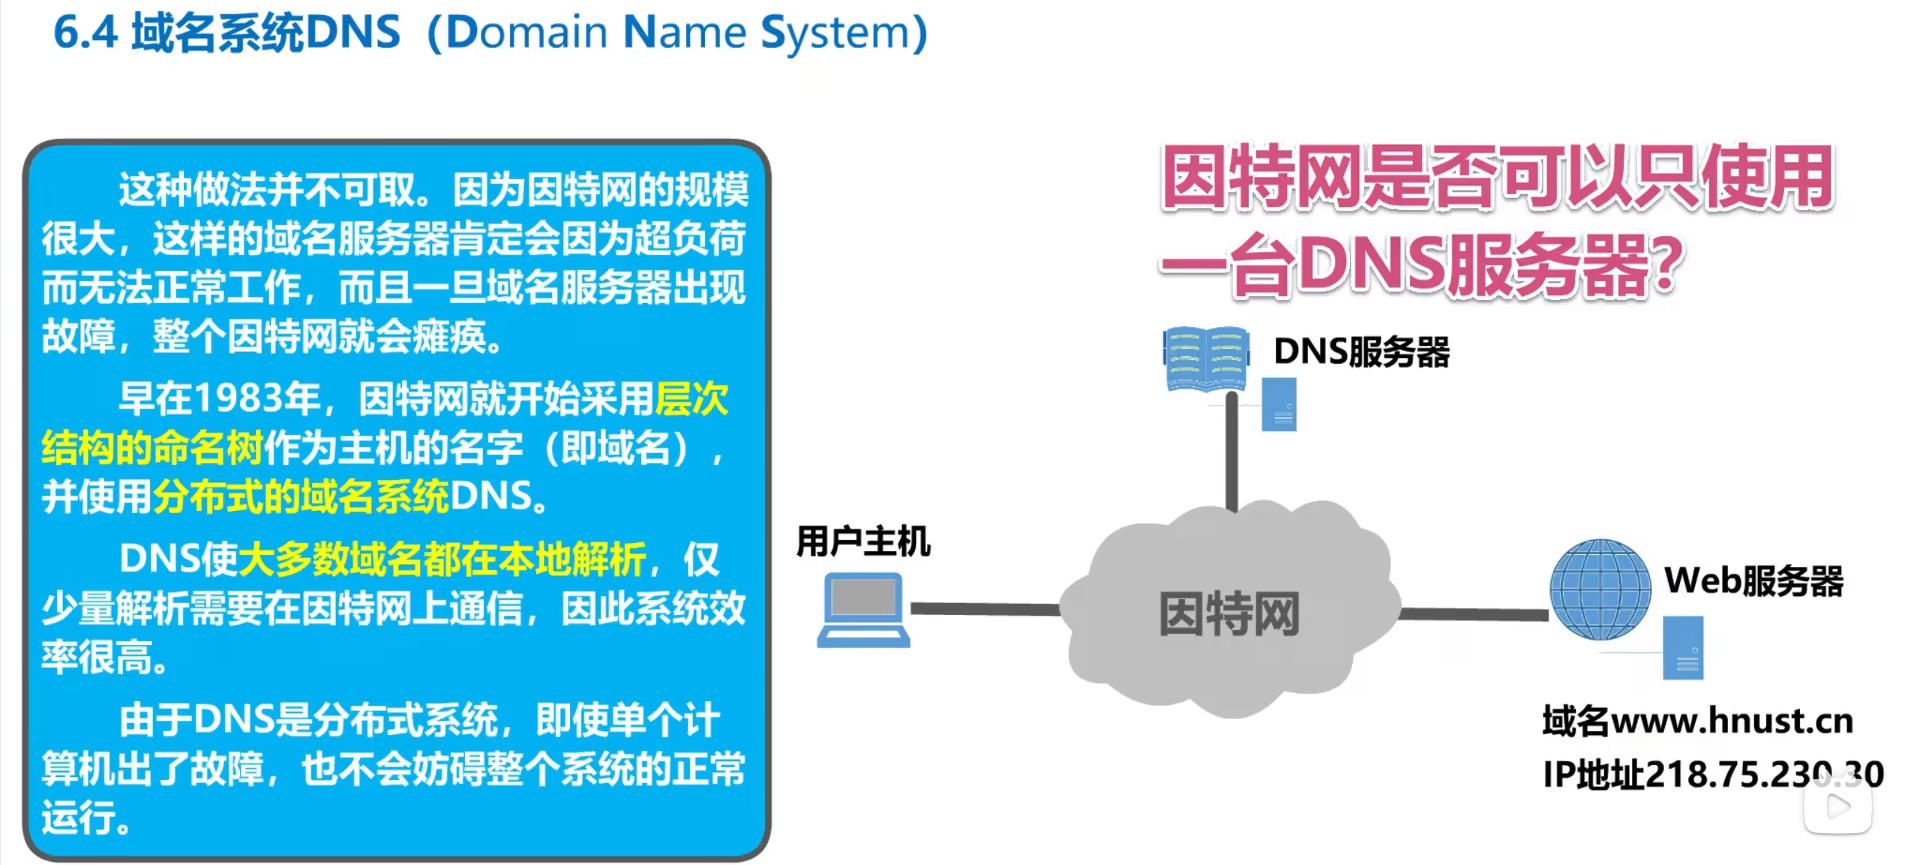 6.4 域名系统DNS（Domain Name System）
因特网是否可以只使用
一台DNS服务器？
这种做法并不可取。因为因特网的规模
很大，这样的域名服务器肯定会因为超负荷
而无法正常工作，而且一旦域名服务器出现
故障，整个因特网就会瘫痪。
早在1983年，因特网就开始采用层次
结构的命名树作为主机的名字（即域名），
并使用分布式的域名系统DNS。
DNS使大多数域名都在本地解析，仅
少量解析需要在因特网上通信，因此系统效
率很高。
由于DNS是分布式系统，即使单个计
算机出了故障，也不会妨碍整个系统的正常
运行。
DNS服务器
用户主机
因特网
Web服务器
域名www.hnust.cn
IP地址218.75.230.30